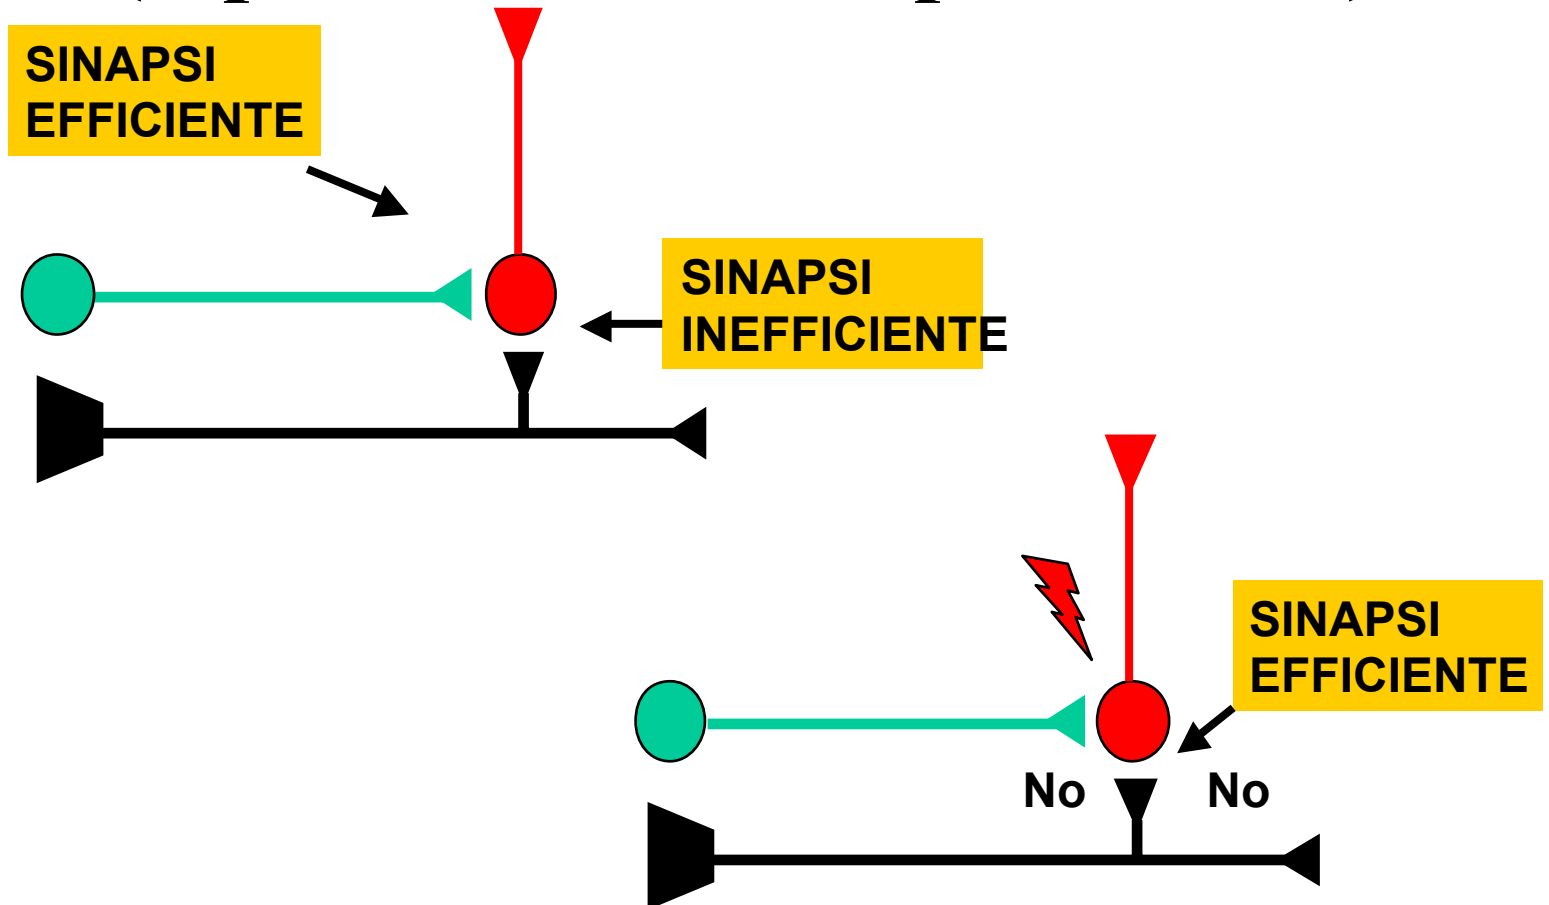 SINAPSI
EFFICIENTE
SINAPSI
INEFFICIENTE
SINAPSI
EFFICIENTE
No No